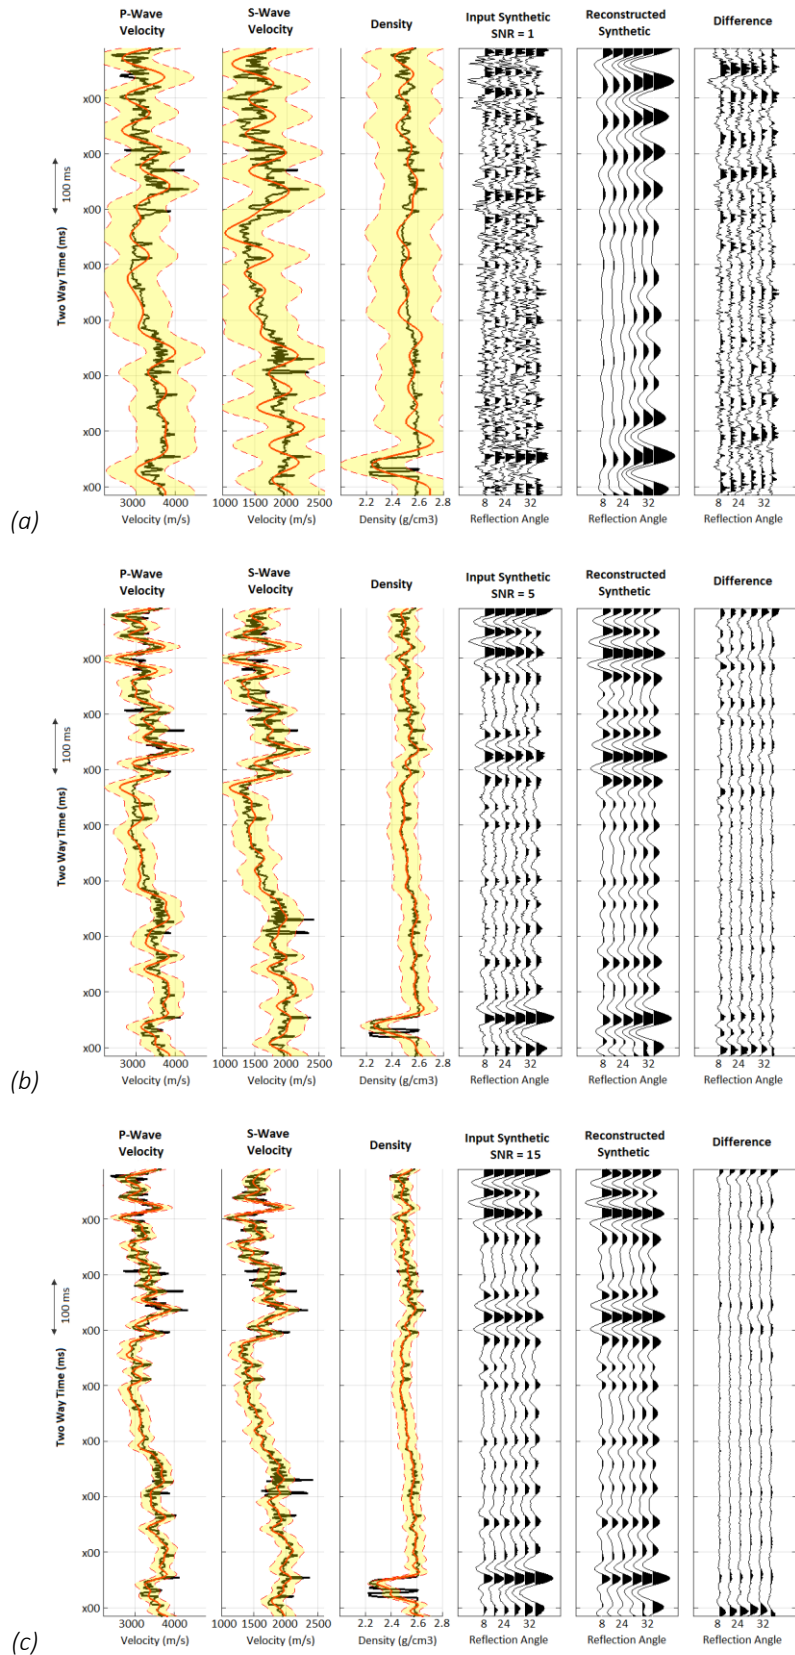 P-Wave Velocity
S-Wave Velocity
Density
Input Synthetic SNR = 1
Reconstructed Synthetic
Difference
x00
x00
100 ms
x00
Two Way Time (ms)
x00
x00
x00
x00
x00
3000 4000
1000 1500 2000 2500
2.2 2.4 2.6 2.8
8 24 32
8 24 32
8 24 32
(a)
Velocity (m/s)
Velocity (m/s)
Density (g/cm3)
Reflection Angle
Reflection Angle
Reflection Angle
P-Wave Velocity
S-Wave Velocity
Density
Input Synthetic SNR = 5
Reconstructed Synthetic
Difference
x00
x00
100 ms
x00
Two Way Time (ms)
x00
x00
x00
x00
x00
3000 4000
1000 1500 2000 2500
2.2 2.4 2.6 2.8
8 24 32
8 24 32
8 24 32
(b)
Velocity (m/s)
Velocity (m/s)
Density (g/cm3)
Reflection Angle
Reflection Angle
Reflection Angle
P-Wave Velocity
S-Wave Velocity
Density
Input Synthetic SNR = 15
Reconstructed Synthetic
Difference
x00
x00
100 ms
x00
Two Way Time (ms)
x00
x00
x00
x00
x00
3000 4000
1000 1500 2000 2500
2.2 2.4 2.6 2.8
8 24 32
8 24 32
8 24 32
(c)
Velocity (m/s)
Velocity (m/s)
Density (g/cm3)
Reflection Angle
Reflection Angle
Reflection Angle